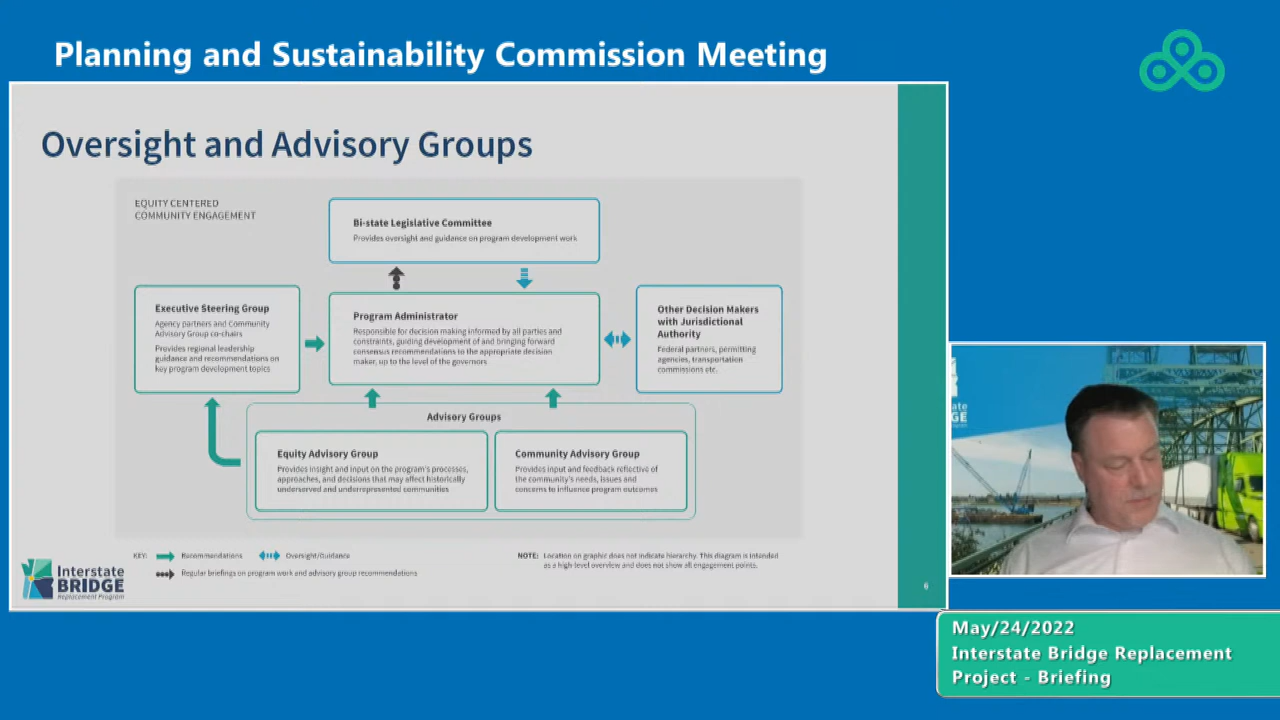 Planning and Sustainability Commission Meeting
Oversight and Advisory Groups
EQUITY CENTERED
COMMUNITY ENGAGEMENT
Bi-state Legislative Committee
Provides oversight and guidance on program development work
Executive Steering Group
Agency partners and Community
Advisory Group co-chairs
Provides regional leadership
guidance and recommendations on
key program development topics
Program Administrator
Responsible for decision making informed by all parties and
constraints, guiding development of and bringing forward
consensus recommendations to the appropriate decision
maker, up to the level of the governors
Other Decision Makers
with Jurisdictional
Authority
Federal partners, permitting
agencies, transportation
commissions etc.
Advisory Groups
Equity Advisory Group
Provides insight and input on the program's processes,
approaches, and decisions that may affect historically
underserved and underrepresented communities
Community Advisory Group
Provides input and feedback reflective of
the community's needs, issues and
concerns to influence program outcomes
KEY: Recommendations Oversight/Guidance
Regular briefings on program work and advisory group recommendations
NOTE: Location on graphic does not indicate hierarchy. This diagram is intended
as a high-level overview and does not show all engagement points.
Interstate
BRIDGE
Replacement Program
6
May/24/2022
Interstate Bridge Replacement
Project - Briefing